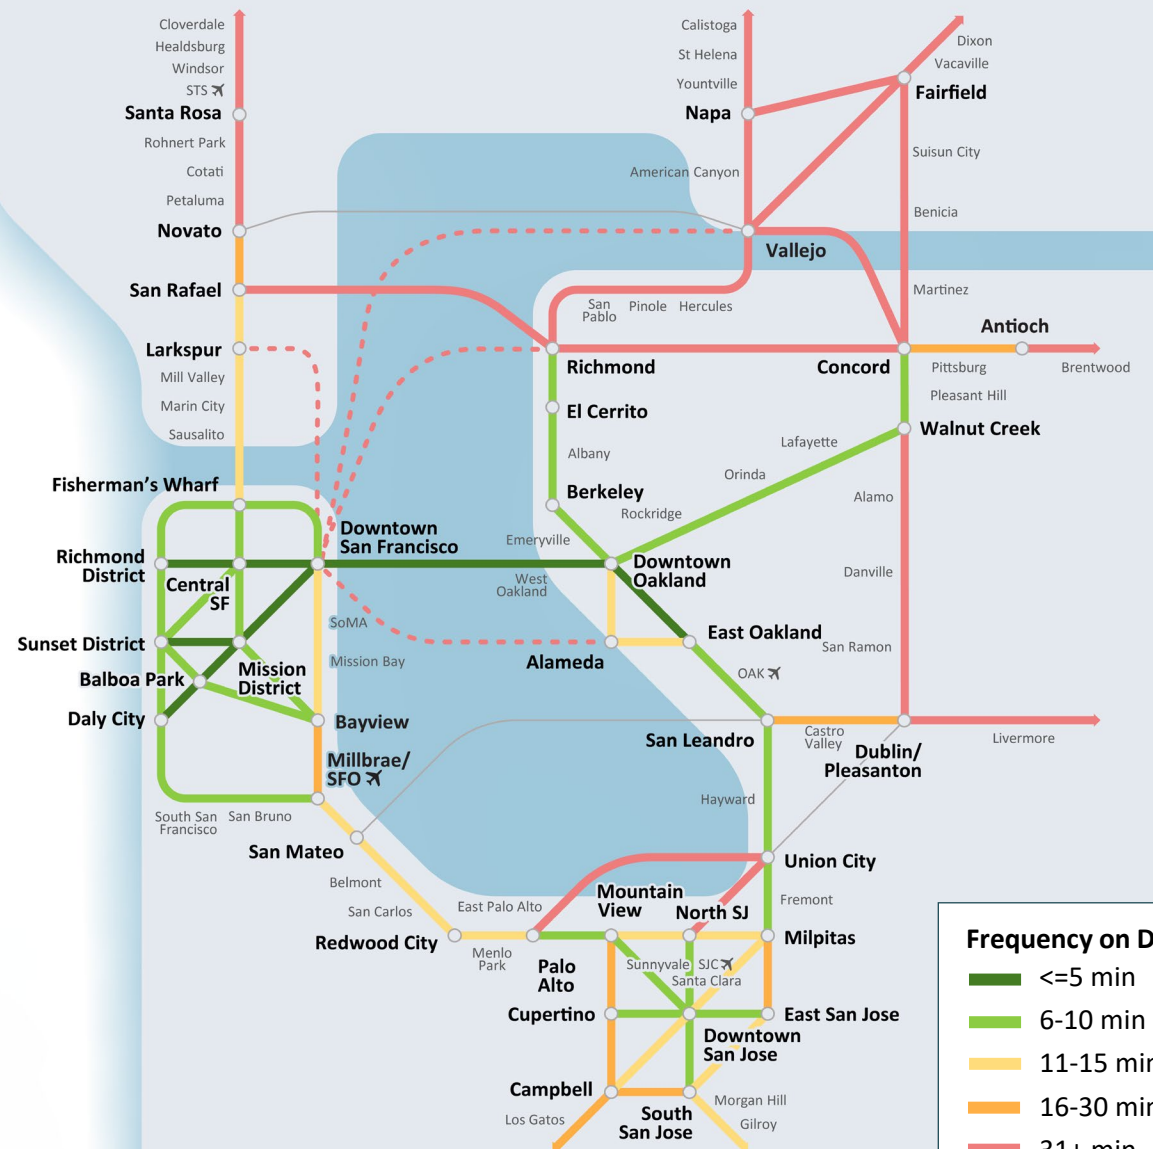 Cloverdale
Healdsburg
Windsor
STS
Santa Rosa
Rohnert Park
Cotati
Petaluma
Novato
San Rafael
Larkspur
Mill Valley
Marin City
Sausalito
Calistoga
St Helena
Yountville
Napa
American Canyon
Vallejo
Dixon
Vacaville
Fairfield
Suisun City
Benicia
Martinez
San
Pablo
Pinole
Hercules
Richmond
Concord
Antioch
Pittsburg
Brentwood
Pleasant Hill
El Cerrito
Albany
Berkeley
Walnut Creek
Lafayette
Orinda
Rockridge
Emeryville
Alamo
Danville
San Ramon
Fisherman's Wharf
Downtown
San Francisco
Richmond
District
Central
SF
West
Oakland
Downtown
Oakland
Sunset District
SoMA
Mission Bay
Balboa Park
Mission
District
Daly City
Bayview
Alameda
East Oakland
OAK
San Leandro
Castro
Valley
Dublin/
Pleasanton
Livermore
Millbrae/
SFO
South San
Francisco
San Bruno
San Mateo
Hayward
Belmont
San Carlos
East Palo Alto
Redwood City
Menlo
Park
Palo
Alto
Mountain
View
North SJ
Union City
Fremont
Milpitas
Sunnyvale
SJC
Santa Clara
Cupertino
East San Jose
Downtown
San Jose
Campbell
Los Gatos
South
San Jose
Morgan Hill
Gilroy
Frequency on D
<=5 min
6-10 min
11-15 min
16-30 min
31+ min